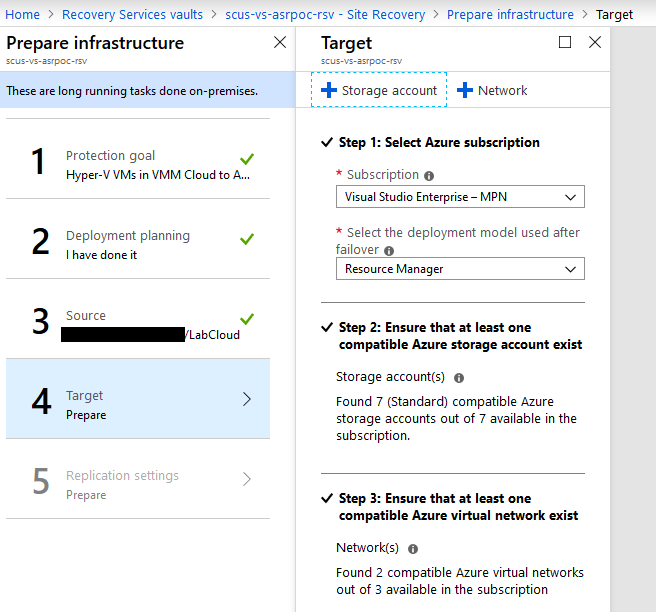 Home > Recovery Services vaults > scus-vs-asrpoc-rsv - Site Recovery > Prepare infrastructure > Target
Prepare infrastructure
scus-vs-asrpoc-rsv
These are long running tasks done on-premises.
1
Protection goal
Hyper-V VMs in VMM Cloud to A...
2
Deployment planning
I have done it
3
Source
/LabCloud
4
Target
Prepare
5
Replication settings
Prepare
Target
scus-vs-asrpoc-rsv
Storage account
Network
Step 1: Select Azure subscription
* Subscription
Visual Studio Enterprise – MPN
* Select the deployment model used after
failover
Resource Manager
Step 2: Ensure that at least one
compatible Azure storage account exist
Storage account(s)
Found 7 (Standard) compatible Azure
storage accounts out of 7 available in the
subscription.
Step 3: Ensure that at least one
compatible Azure virtual network exist
Network(s)
Found 2 compatible Azure virtual networks
out of 3 available in the subscription